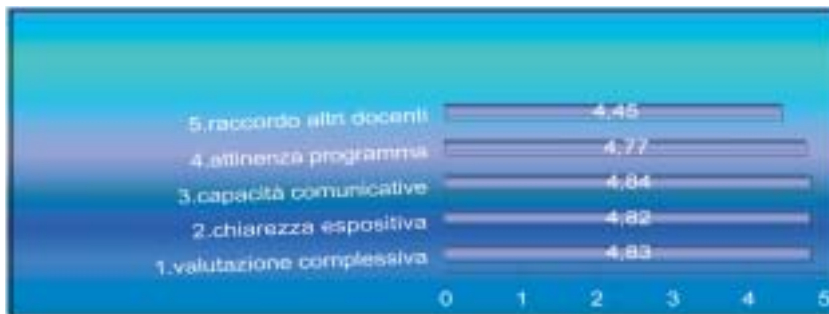 5.raccordo altri docenti 4,45
4.attinenza programma 4,77
3.capacità comunicative 4,84
2.chiarezza espositiva 4,82
1.valutazione complessiva 4,83
0 1 2 3 4 5